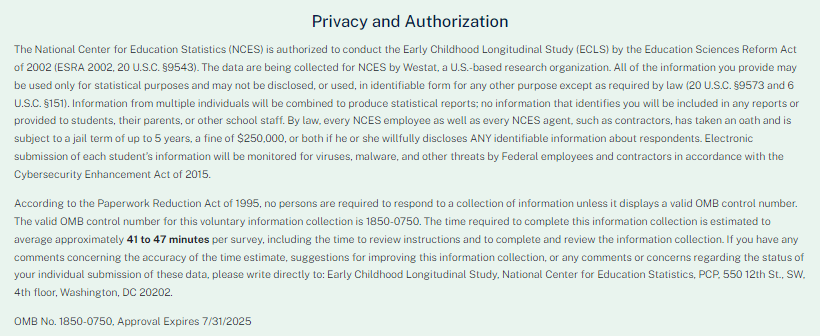 Privacy and Authorization
The National Center for Education Statistics (NCES) is authorized to conduct the Early Childhood Longitudinal Study (ECLS) by the Education Sciences Reform Act
of 2002 (ESRA 2002, 20 U.S.C. §9543). The data are being collected for NCES by Westat, a U.S.-based research organization. All of the information you provide may
be used only for statistical purposes and may not be disclosed, or used, in identifiable form for any other purpose except as required by law (20 U.S.C. §9573 and 6
U.S.C. §151). Information from multiple individuals will be combined to produce statistical reports; no information that identifies you will be included in any reports or
provided to students, their parents, or other school staff. By law, every NCES employee as well as every NCES agent, such as contractors, has taken an oath and is
subject to a jail term of up to 5 years, a fine of $250,000, or both if he or she willfully discloses ANY identifiable information about respondents. Electronic
submission of each student's information will be monitored for viruses, malware, and other threats by Federal employees and contractors in accordance with the
Cybersecurity Enhancement Act of 2015.
According to the Paperwork Reduction Act of 1995, no persons are required to respond to a collection of information unless it displays a valid OMB control number.
The valid OMB control number for this voluntary information collection is 1850-0750. The time required to complete this information collection is estimated to
average approximately 41 to 47 minutes per survey, including the time to review instructions and to complete and review the information collection. If you have any
comments concerning the accuracy of the time estimate, suggestions for improving this information collection, or any comments or concerns regarding the status of
your individual submission of these data, please write directly to: Early Childhood Longitudinal Study, National Center for Education Statistics, PCP, 550 12th St., SW,
4th floor, Washington, DC 20202.
OMB No. 1850-0750, Approval Expires 7/31/2025